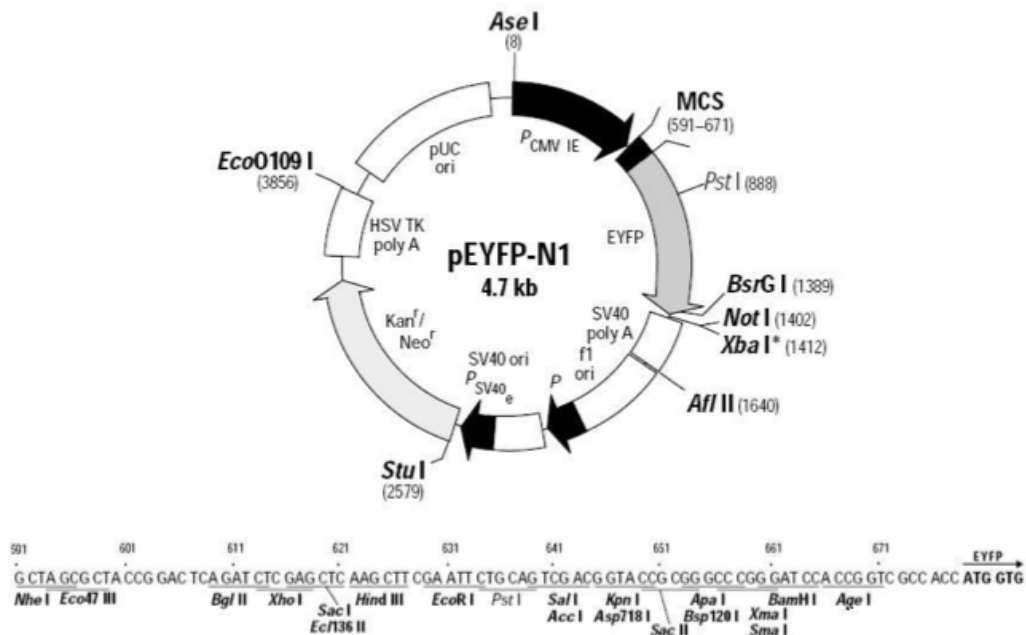 Ase I
(8)
MCS
(591–671)
PCMV IE
pUC
ori
EcoO109 I
(3856)
Pst I (888)
HSV TK
poly A
EYFP
pEYFP-N1
4.7 kb
BsrG I (1389)
Not I (1402)
Xba I* (1412)
SV40
poly A
Kanr/
Neor
f1
ori
SV40 ori
PSV40e
P
Afl II (1640)
Stu I
(2579)
591 601 611 621 631 641 651 661 671 EYFP
G CTA GCG CTA CCG GAC TCA GAT CTC GAG CTC AAG CTT CGA ATT CTG CAG TCG ACG GTA CCG CGG GCC CGG GAT CCA CCG GTC GCC ACC ATG GTG
Nhe I Eco47 III Bgl II Xho I Hind III EcoR I Pst I Sal I Kpn I Apa I BamH I Age I
Sac I Acc I Asp718 I Bsp120 I Xma I
Ecl136 II Sac II Sma I